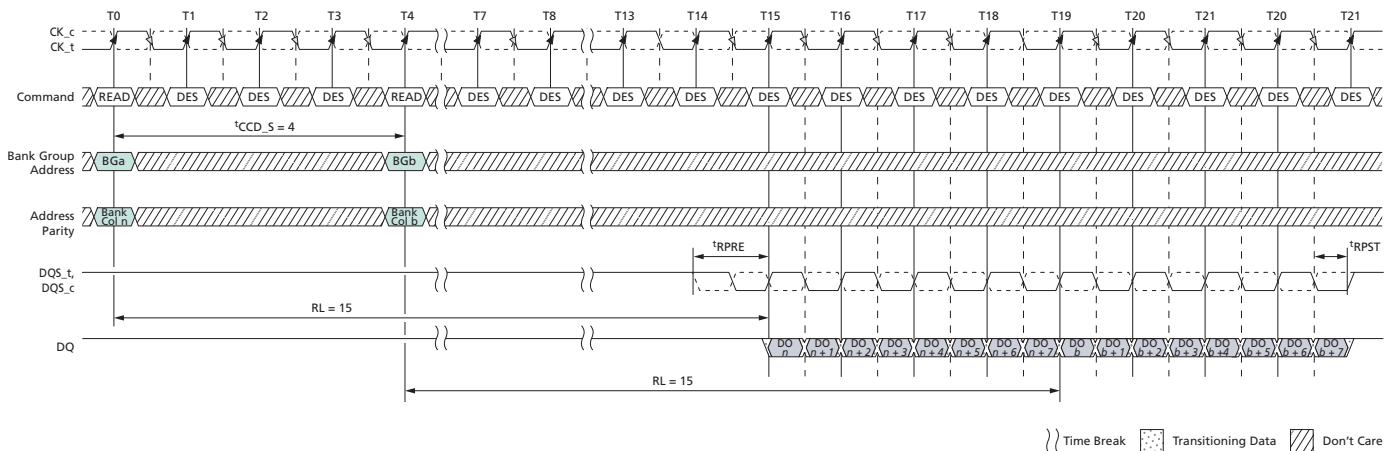 T0 T1 T2 T3 T4 T7 T8 T13 T14 T15 T16 T17 T18 T19 T20 T21 T20 T21
CK_c
CK_t
Command READ DES DES DES READ DES DES DES DES DES DES DES DES DES DES DES DES DES
tCCD_S = 4
Bank Group
Address
BGa BGb
Address
Parity
Bank
Col n
Bank
Col b
tRPRE tRPST
DQS_t,
DQS_c
RL = 15
DQ
DO
n
DO
n + 1
DO
n + 2
DO
n + 3
DO
n + 4
DO
n + 5
DO
n + 6
DO
n + 7
DO
b
DO
b + 1
DO
b + 2
DO
b + 3
DO
b + 4
DO
b + 5
DO
b + 6
DO
b + 7
RL = 15
Time Break Transitioning Data Don't Care